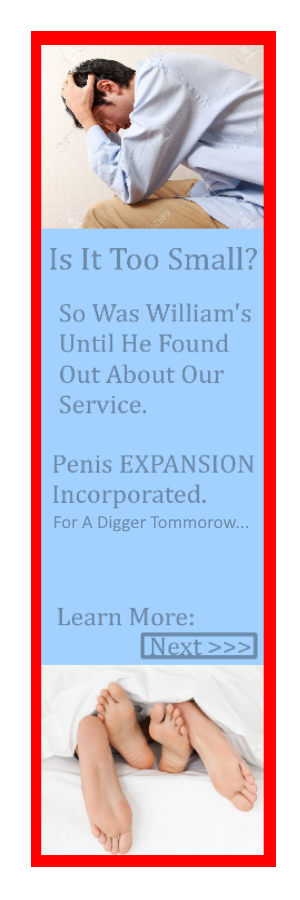 Is It Too Small?
So Was William's
Until He Found
Out About Our
Service.
Penis EXPANSION
Incorporated.
For A Digger Tommorow...
Learn More:
Next >>>